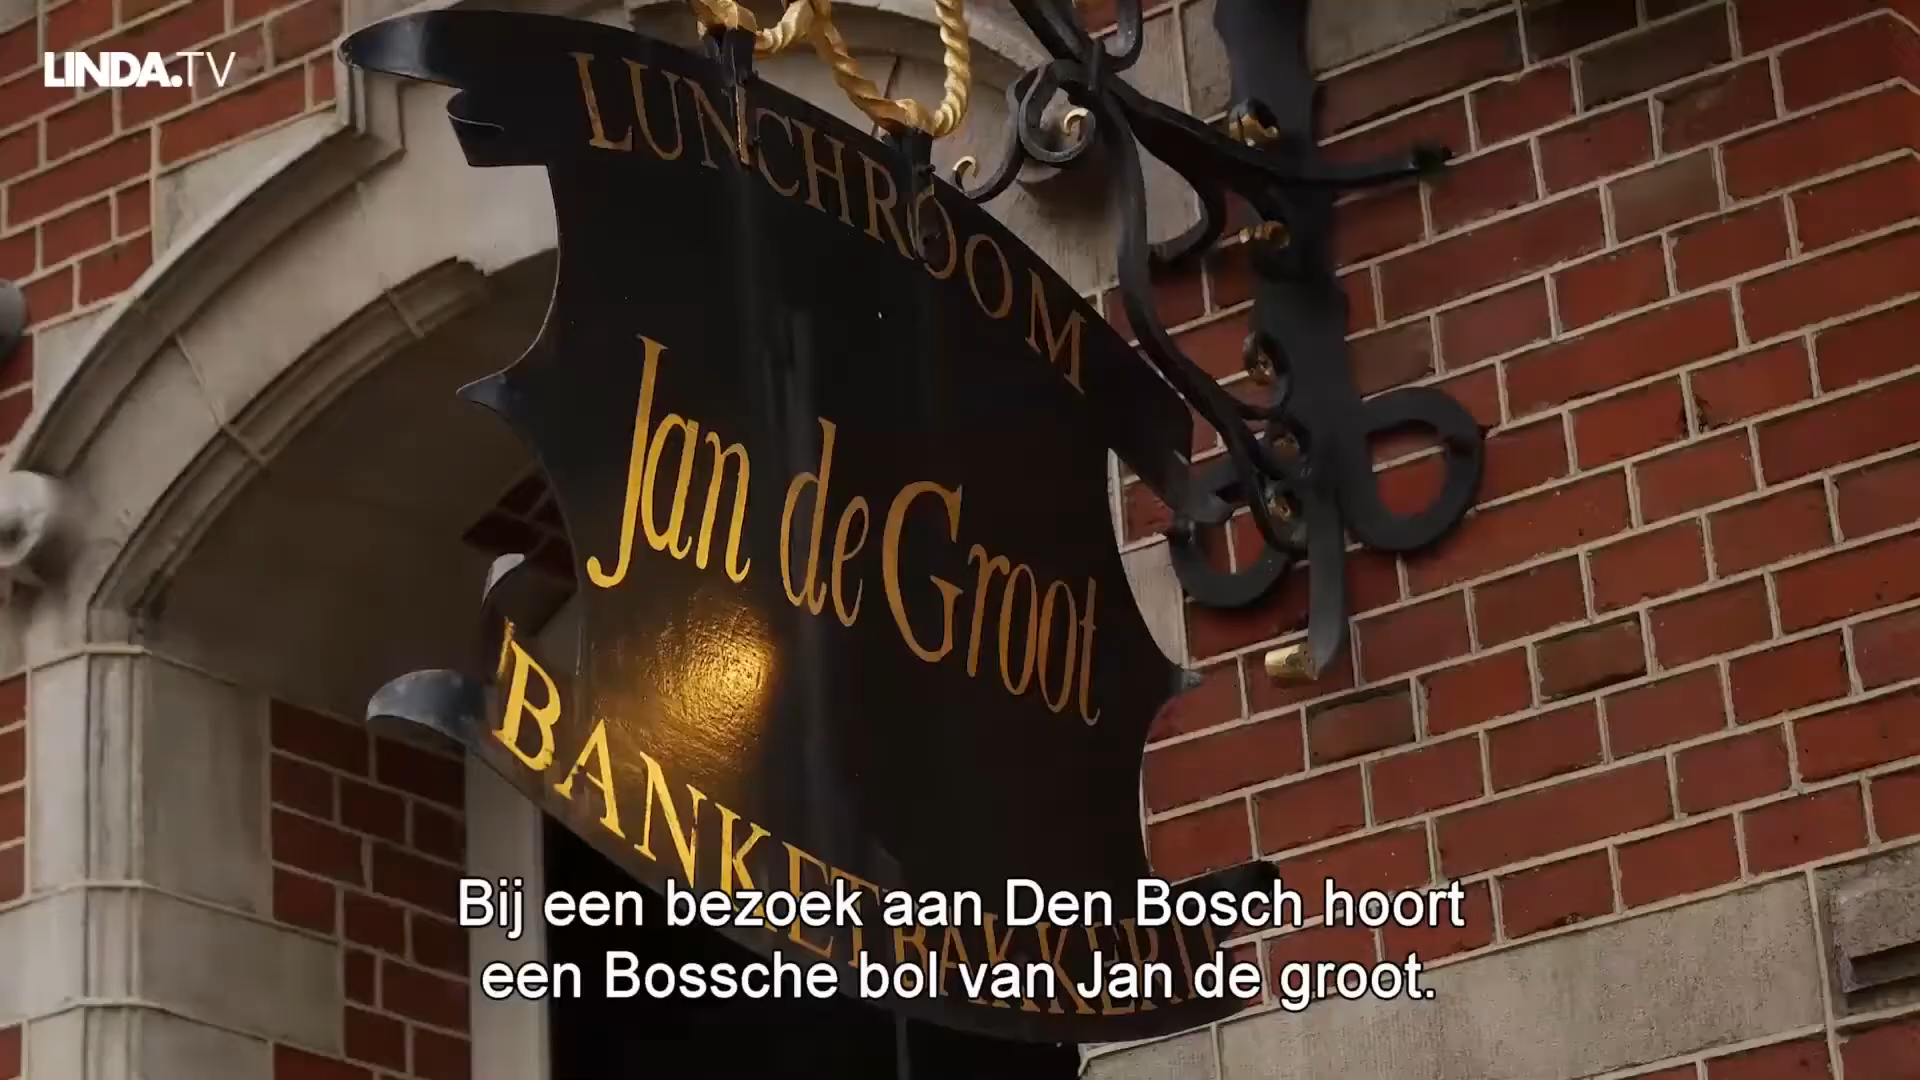 LINDA.TV
LUNCHROOM
Jan de Groot
BANKETBAKKERIJ
Bij een bezoek aan Den Bosch hoort
een Bossche bol van Jan de groot.